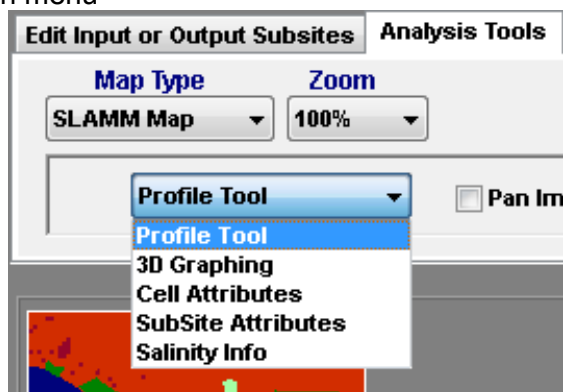 n menu
Edit Input or Output Subsites Analysis Tools
Map Type Zoom
SLAMM Map 100%
Profile Tool Pan Im
Profile Tool
3D Graphing
Cell Attributes
SubSite Attributes
Salinity Info